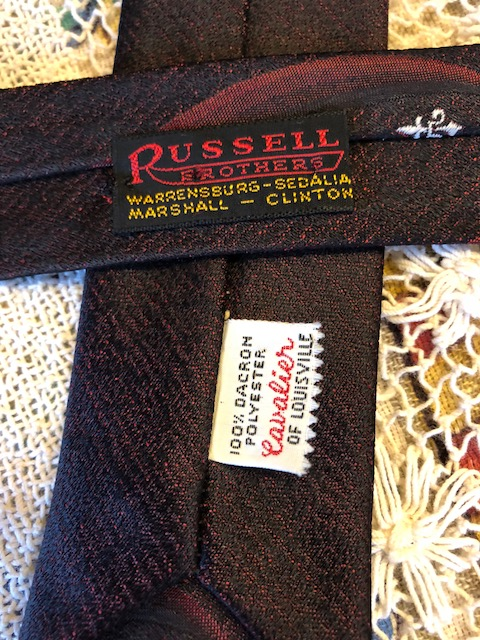 RUSSELL
BROTHERS
WARRENSBURG-SEDALIA
MARSHALL - CLINTON
100% DACRON
POLYESTER
Cavalier
OF LOUISVILLE